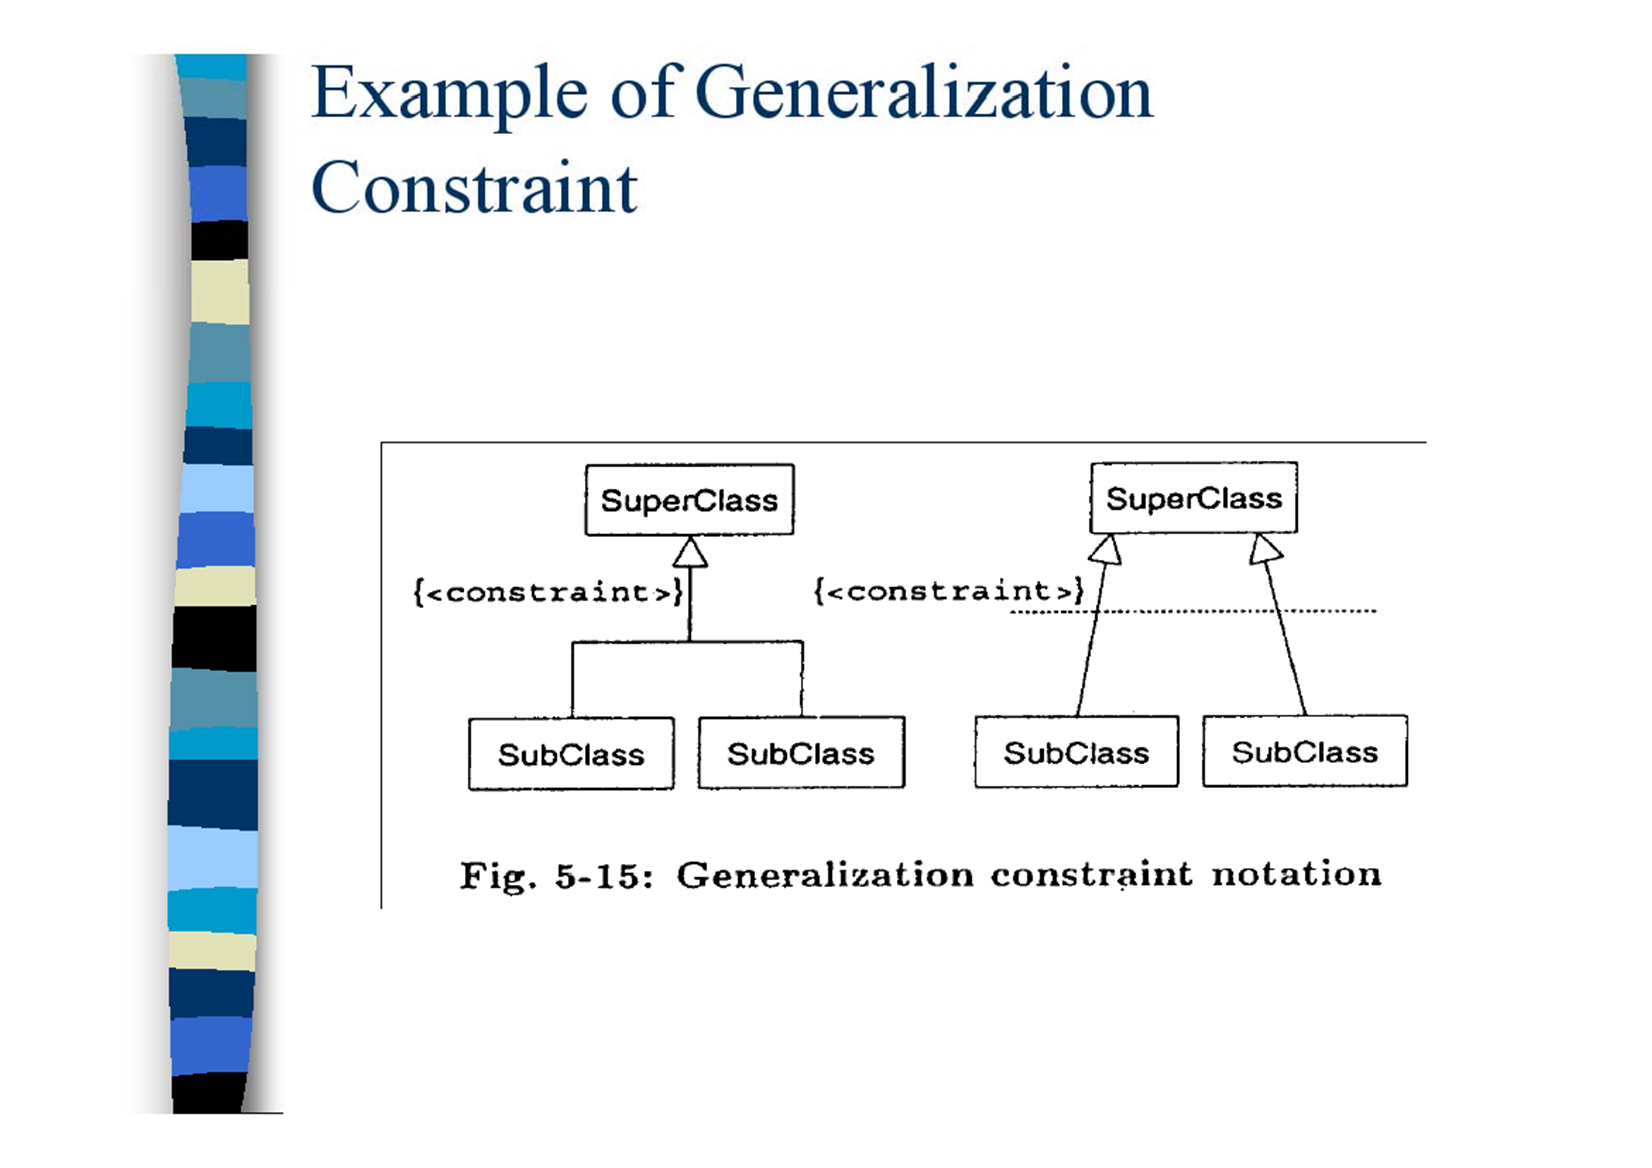 Example of Generalization
Constraint
SuperClass
SuperClass
{<constraint>}
{<constraint>}
SubClass
SubClass
SubClass
SubClass
Fig. 5-15: Generalization constraint notation